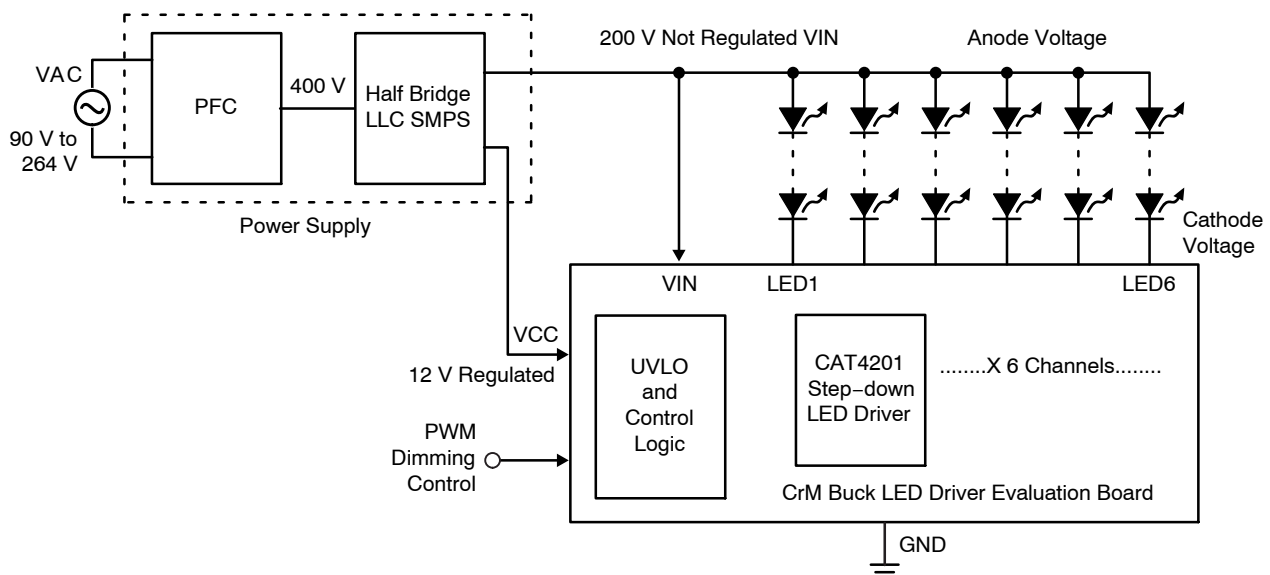 200 V Not Regulated VIN
Anode Voltage
VAC
90 V to
264 V
PFC
400 V
Half Bridge
LLC SMPS
Power Supply
Cathode
Voltage
VIN
LED1
LED6
VCC
12 V Regulated
UVLO
and
Control
Logic
CAT4201
Step−down
LED Driver
........X 6 Channels........
PWM
Dimming
Control
CrM Buck LED Driver Evaluation Board
GND